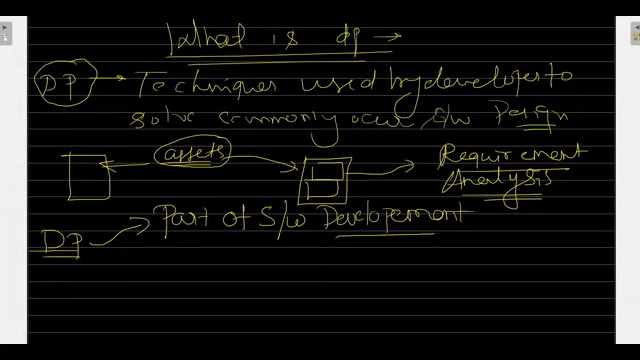 What is dp →
DP → Techniques used by developer to
solve commonly occur s/w Design
assets Requirement
Analysis
DP Part of S/w Developement